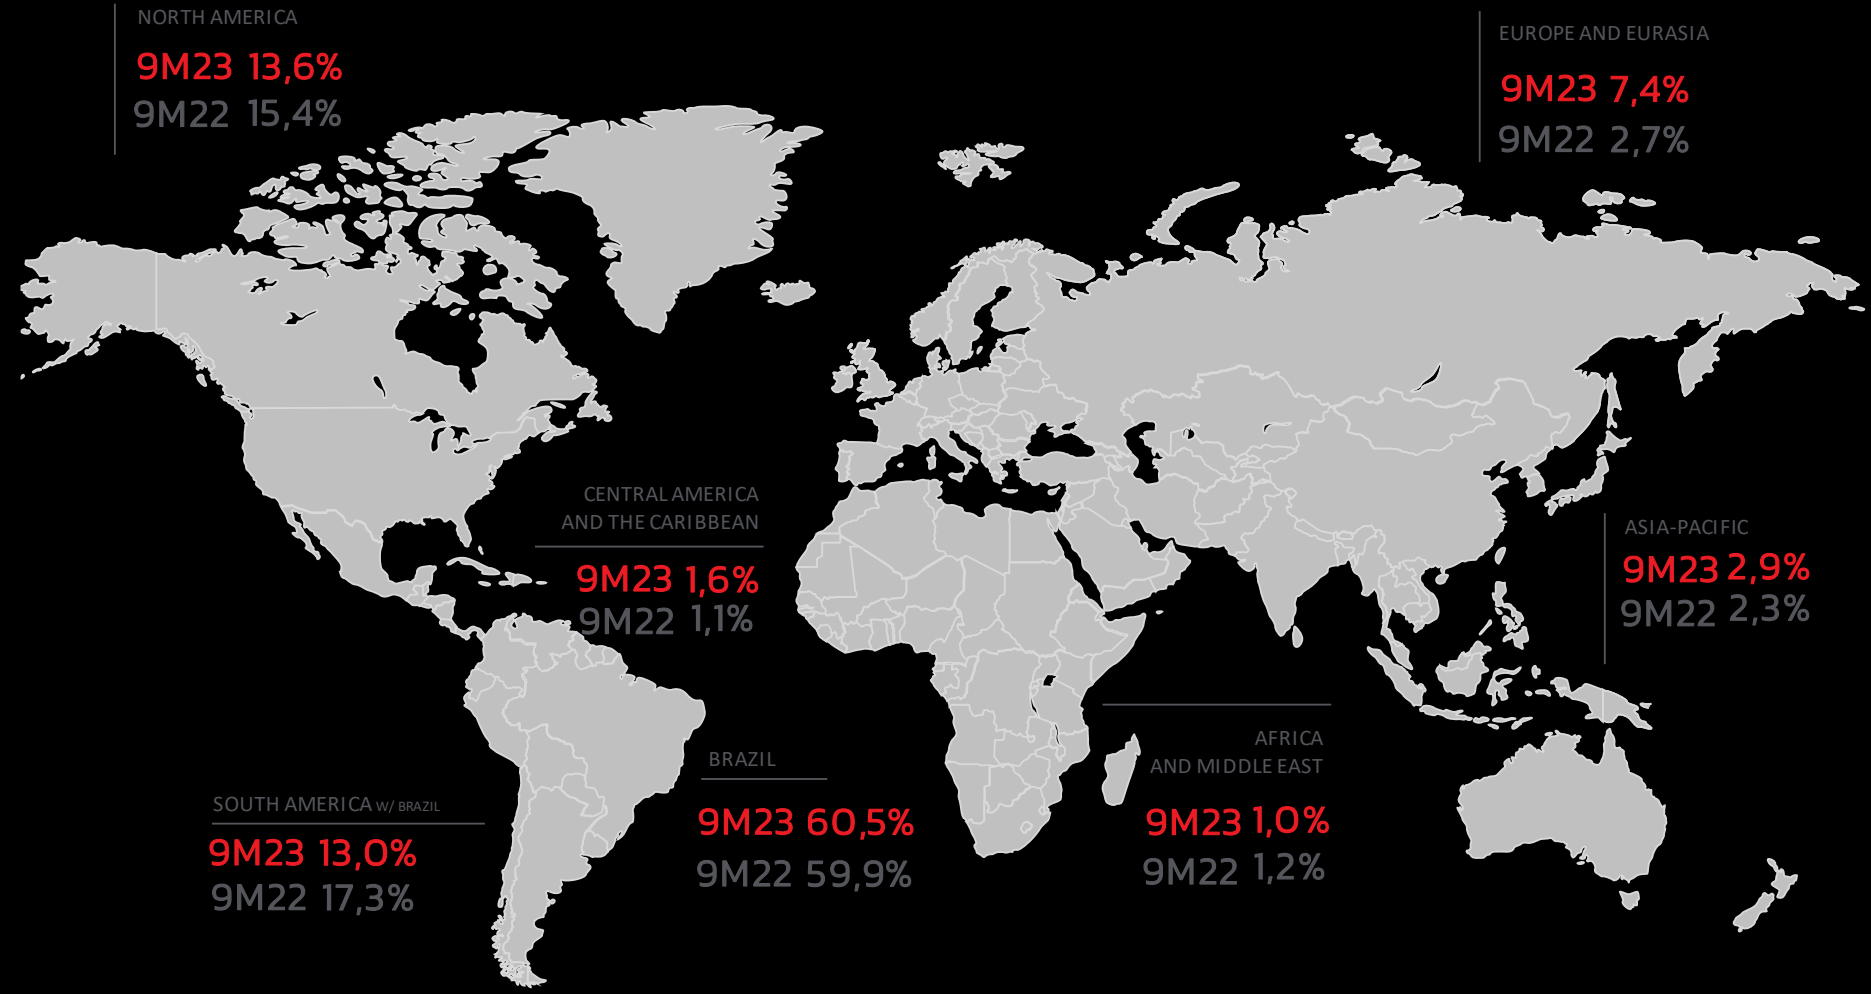 NORTH AMERICA
9M23 13,6%
9M22 15,4%
EUROPE AND EURASIA
9M23 7,4%
9M22 2,7%
CENTRAL AMERICA
AND THE CARIBBEAN
9M23 1,6%
9M22 1,1%
ASIA-PACIFIC
9M23 2,9%
9M22 2,3%
SOUTH AMERICA W/ BRAZIL
9M23 13,0%
9M22 17,3%
BRAZIL
9M23 60,5%
9M22 59,9%
AFRICA
AND MIDDLE EAST
9M23 1,0%
9M22 1,2%